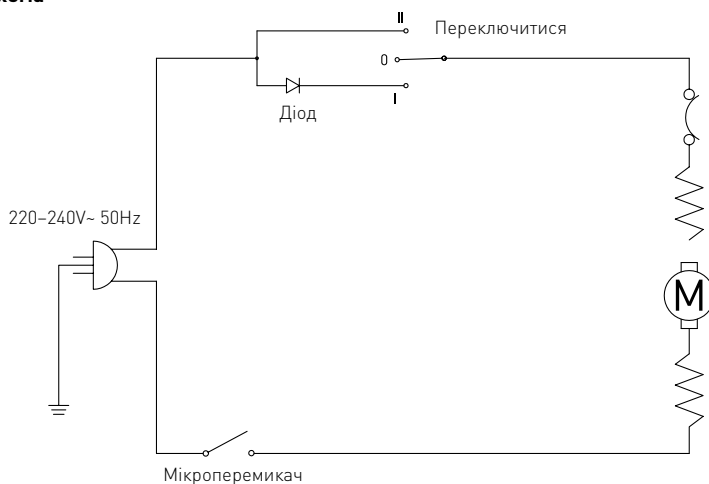 II
Переключитися
0
I
Діод
220–240V~ 50Hz
M
Мікроперемикач